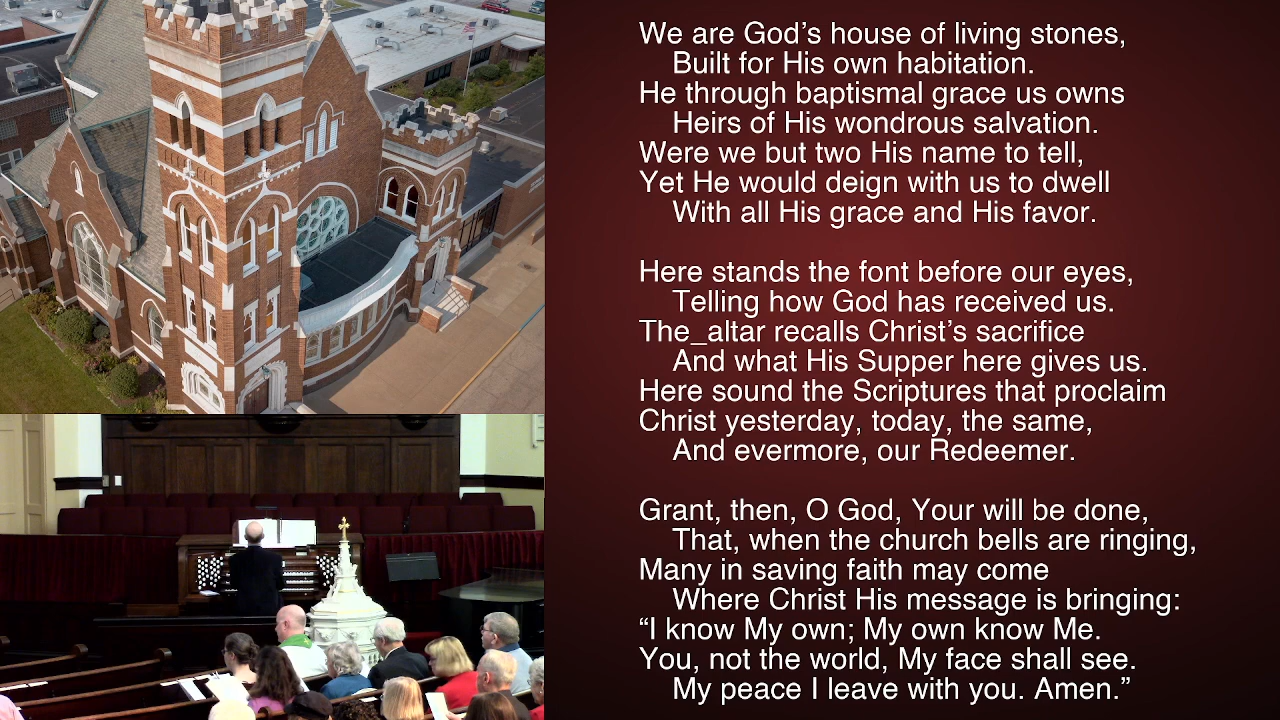 We are God’s house of living stones,
Built for His own habitation.
He through baptismal grace us owns
Heirs of His wondrous salvation.
Were we but two His name to tell,
Yet He would deign with us to dwell
With all His grace and His favor.
Here stands the font before our eyes,
Telling how God has received us.
The_altar recalls Christ’s sacrifice
And what His Supper here gives us.
Here sound the Scriptures that proclaim
Christ yesterday, today, the same,
And evermore, our Redeemer.
Grant, then, O God, Your will be done,
That, when the church bells are ringing,
Many in saving faith may come
Where Christ His message is bringing:
“I know My own; My own know Me.
You, not the world, My face shall see.
My peace I leave with you. Amen.”